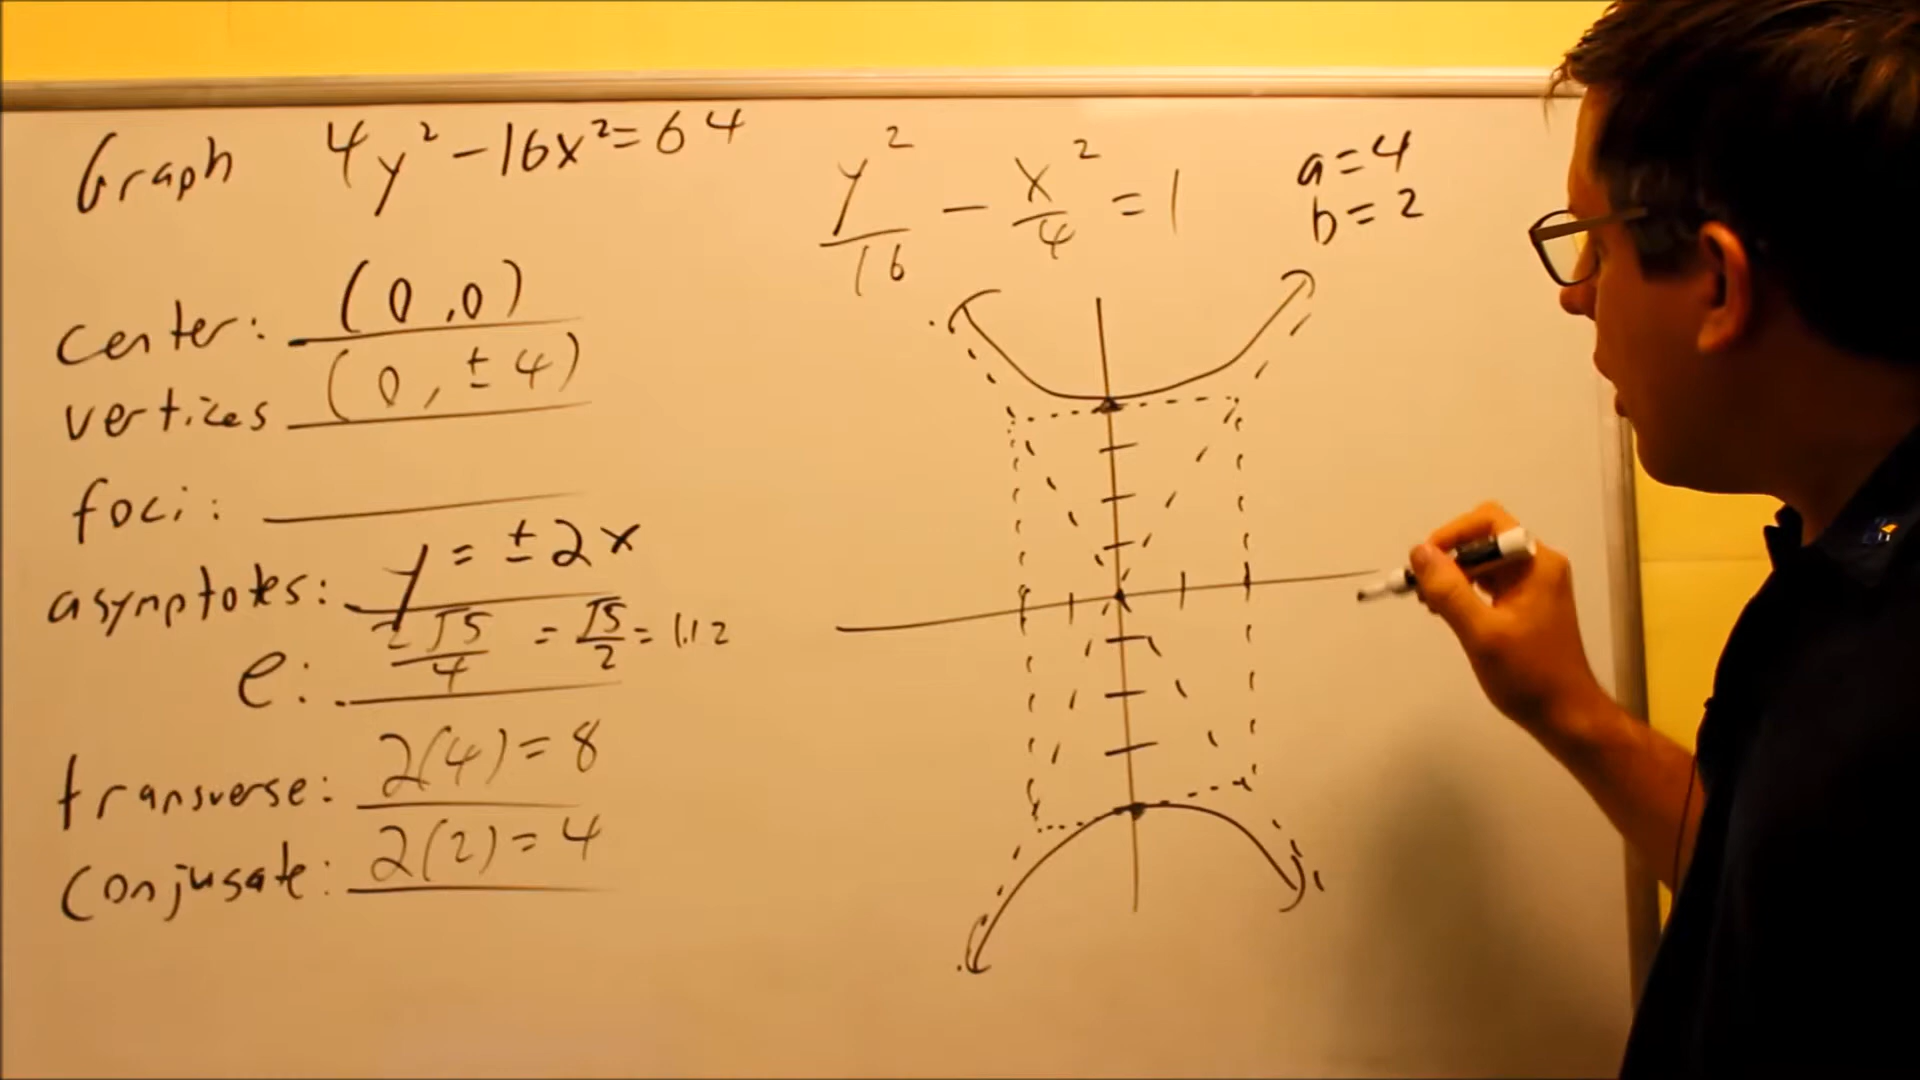 Graph 4y² - 16x² = 64
y²/16 - x²/4 = 1
a = 4
b = 2
center: (0, 0)
vertices (0, ± 4)
foci:
asymptotes: y = ± 2x
e: 2√5/4 = √5/2 = 1.12
transverse: 2(4) = 8
conjugate: 2(2) = 4